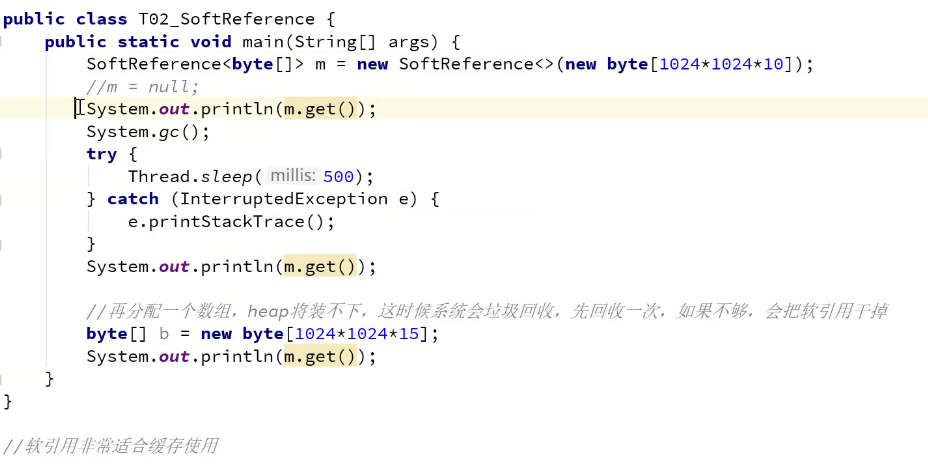 public class T02_SoftReference {
    public static void main(String[] args) {
        SoftReference<byte[]> m = new SoftReference<>(new byte[1024*1024*10]);
        //m = null;
        System.out.println(m.get());
        System.gc();
        try {
            Thread.sleep( millis: 500);
        } catch (InterruptedException e) {
            e.printStackTrace();
        }
        System.out.println(m.get());

        //再分配一个数组，heap将装不下，这时候系统会垃圾回收，先回收一次，如果不够，会把软引用干掉
        byte[] b = new byte[1024*1024*15];
        System.out.println(m.get());
    }
}

//软引用非常适合缓存使用